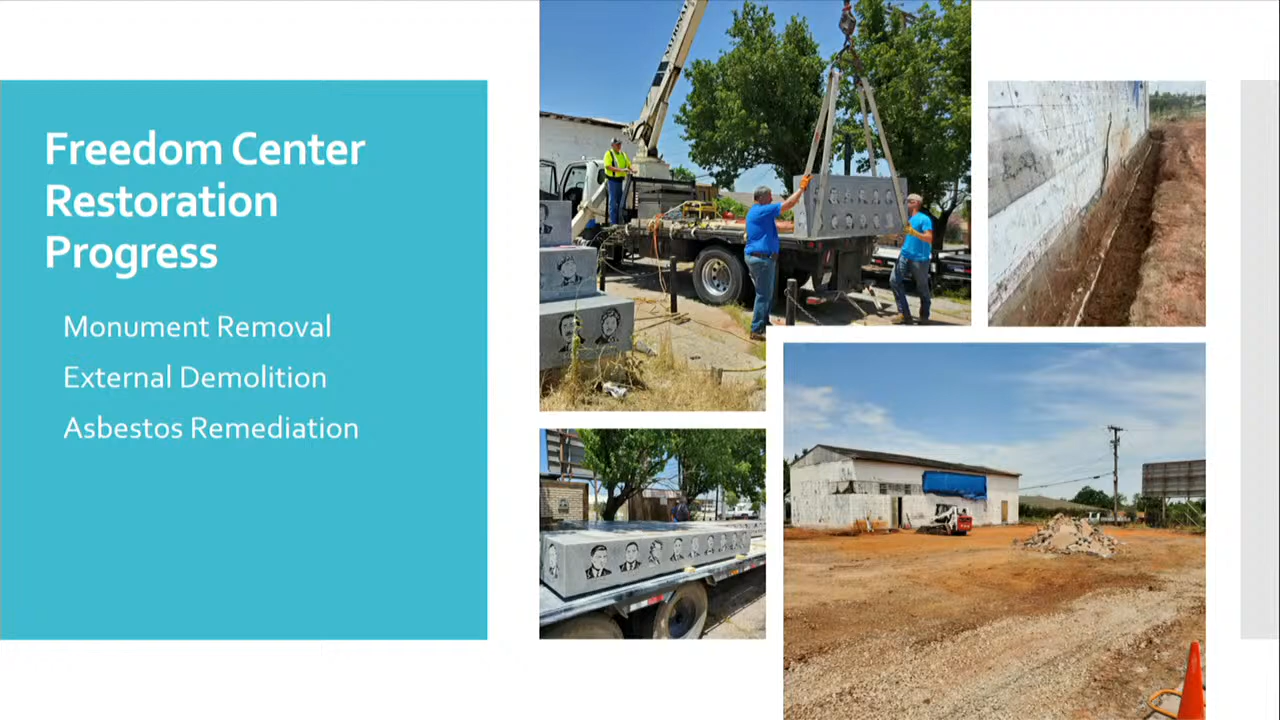 Freedom Center
Restoration
Progress
Monument Removal
External Demolition
Asbestos Remediation